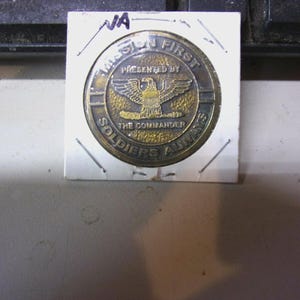 VA
MISSION FIRST
PRESENTED BY
THE COMMANDER
SOLDIERS ALWAYS